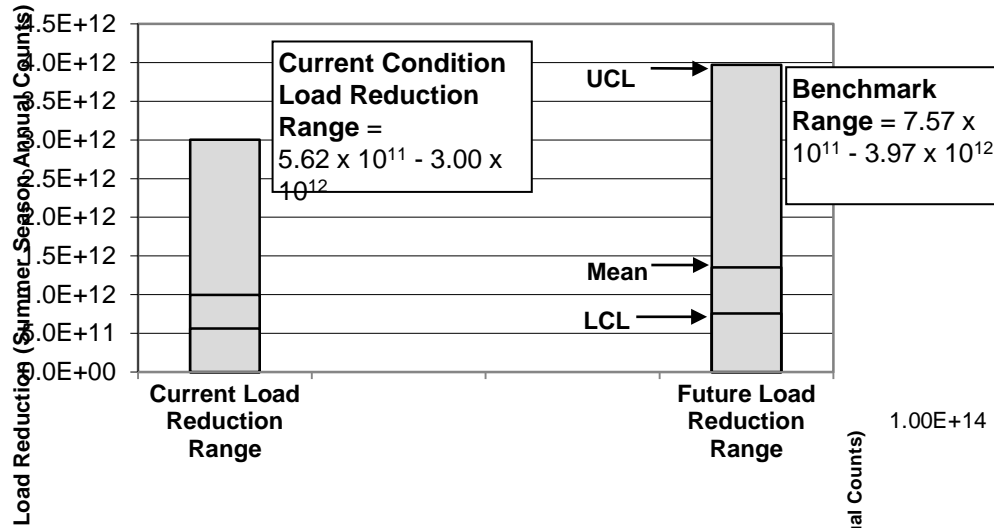 Load Reduction (Summer Season Annual Counts)
4.5E+12
4.0E+12
3.5E+12
3.0E+12
2.5E+12
2.0E+12
1.5E+12
1.0E+12
5.0E+11
0.0E+00
Current Condition
Load Reduction
Range =
5.62 x 10¹¹ - 3.00 x
10¹²
UCL
Mean
LCL
Benchmark
Range = 7.57 x
10¹¹ - 3.97 x 10¹²
Current Load
Reduction
Range
Future Load
Reduction
Range
1.00E+14
ual Counts)